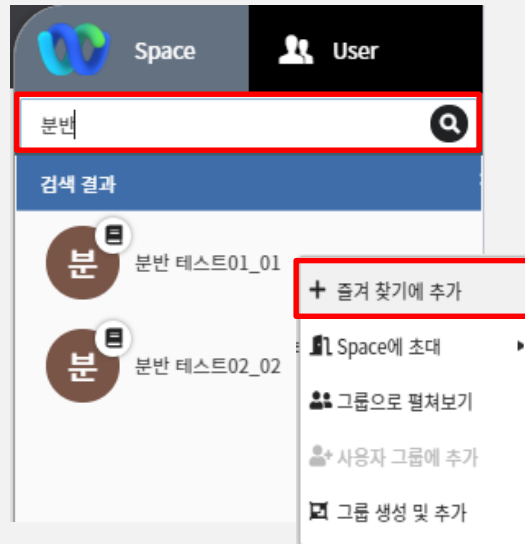 Space
User
분반
검색 결과
분
분반 테스트01_01
분
분반 테스트02_02
즐겨 찾기에 추가
Space에 초대
그룹으로 펼쳐보기
사용자 그룹에 추가
그룹 생성 및 추가